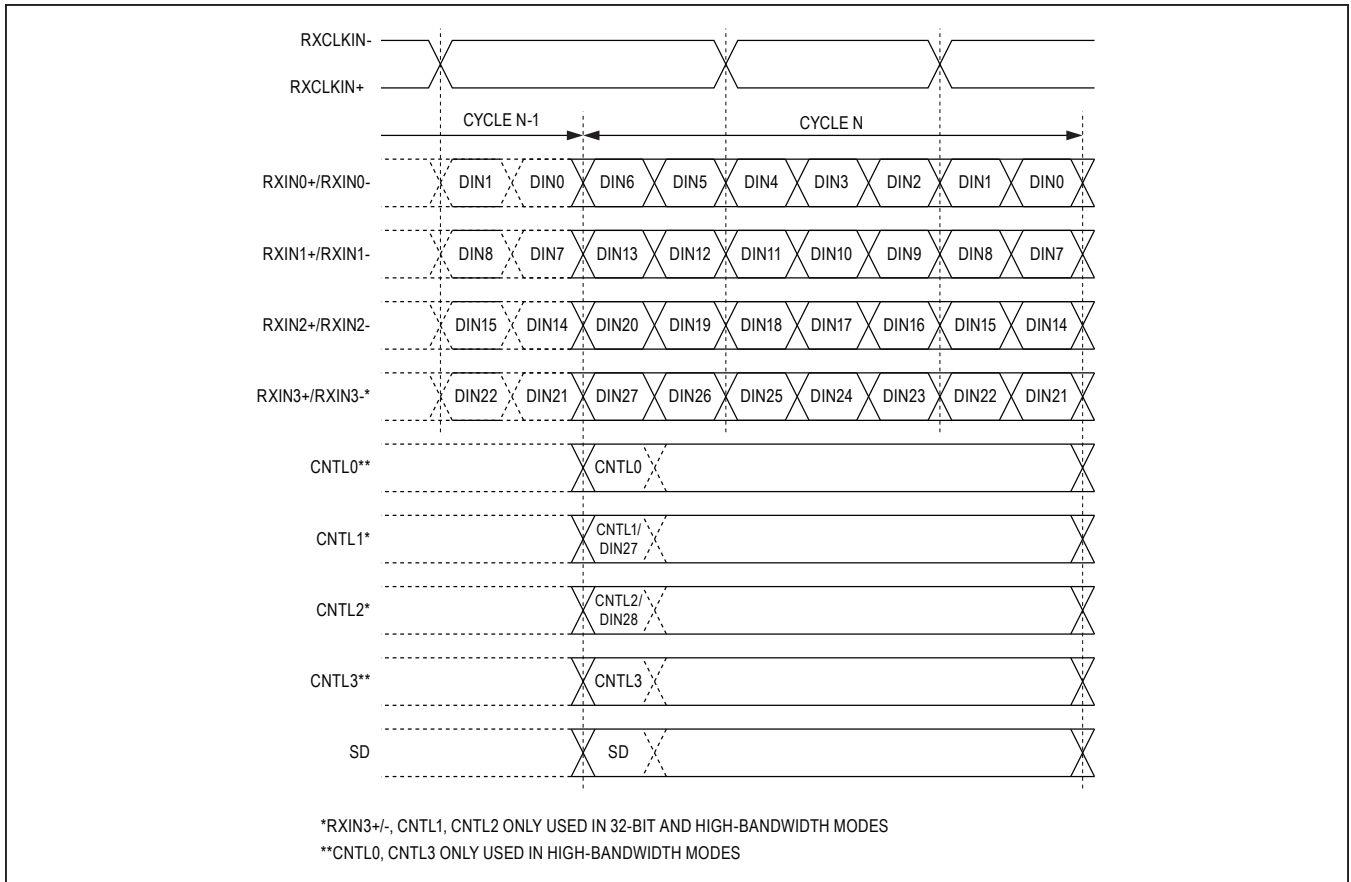 RXCLKIN-
RXCLKIN+
CYCLE N-1 CYCLE N
RXIN0+/RXIN0- DIN1 DIN0 DIN6 DIN5 DIN4 DIN3 DIN2 DIN1 DIN0
RXIN1+/RXIN1- DIN8 DIN7 DIN13 DIN12 DIN11 DIN10 DIN9 DIN8 DIN7
RXIN2+/RXIN2- DIN15 DIN14 DIN20 DIN19 DIN18 DIN17 DIN16 DIN15 DIN14
RXIN3+/RXIN3-* DIN22 DIN21 DIN27 DIN26 DIN25 DIN24 DIN23 DIN22 DIN21
CNTL0** CNTL0
CNTL1* CNTL1/
DIN27
CNTL2* CNTL2/
DIN28
CNTL3** CNTL3
SD SD
*RXIN3+/-, CNTL1, CNTL2 ONLY USED IN 32-BIT AND HIGH-BANDWIDTH MODES
**CNTL0, CNTL3 ONLY USED IN HIGH-BANDWIDTH MODES